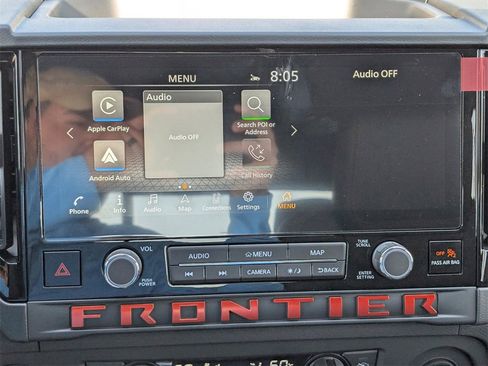 MENU 8:05 Audio OFF
Audio
Apple CarPlay
Audio OFF
Search POI or
Address
Android Auto
Call History
Phone Info Audio Map Connections Settings MENU
VOL
AUDIO MENU MAP
TUNE
SCROLL
PUSH
POWER
CAMERA BACK
ENTER
SETTING
OFF
PASS AIR BAG
FRONTIER
60